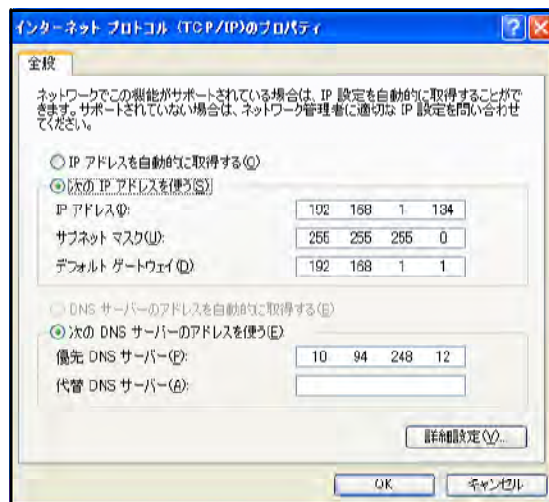 インターネット プロトコル (TCP/IP)のプロパティ
全般
ネットワークでこの機能がサポートされている場合は、IP 設定を自動的に取得することがで
きます。サポートされていない場合は、ネットワーク管理者に適切な IP 設定を問い合わせ
てください。
IP アドレスを自動的に取得する(O)
次の IP アドレスを使う(S)
IP アドレス(I): 192 168 1 134
サブネット マスク(U): 255 255 255 0
デフォルト ゲートウェイ(D): 192 168 1 1
DNS サーバーのアドレスを自動的に取得する(B)
次の DNS サーバーのアドレスを使う(E)
優先 DNS サーバー(P): 10 94 248 12
代替 DNS サーバー(A):
詳細設定(V)...
OK キャンセル